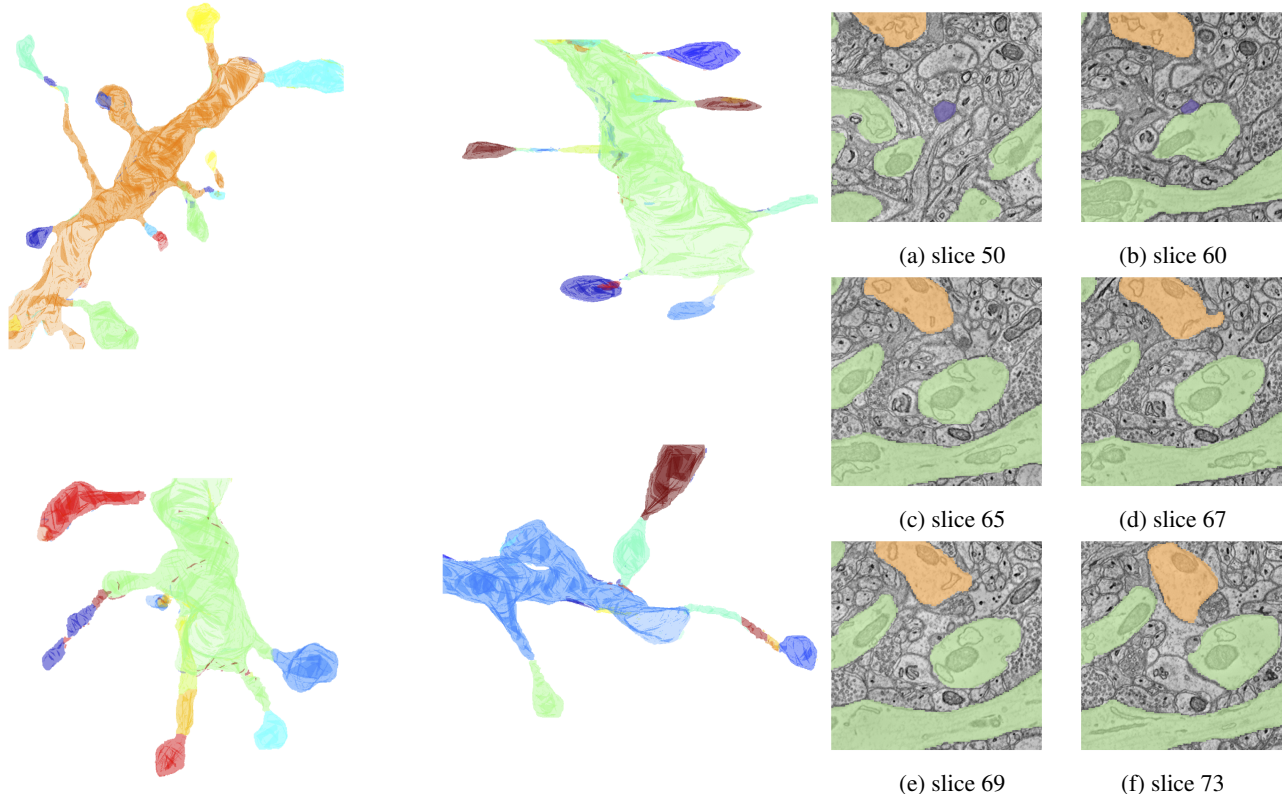 (a) slice 50
(b) slice 60
(c) slice 65
(d) slice 67
(e) slice 69
(f) slice 73